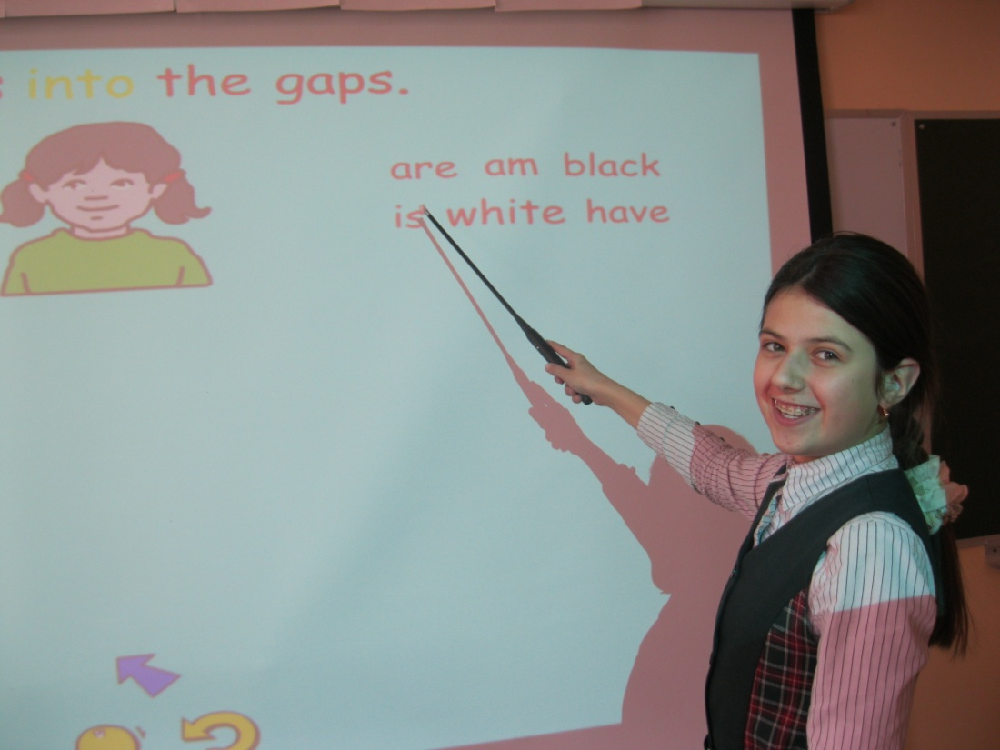 into the gaps.
are am black
is white have